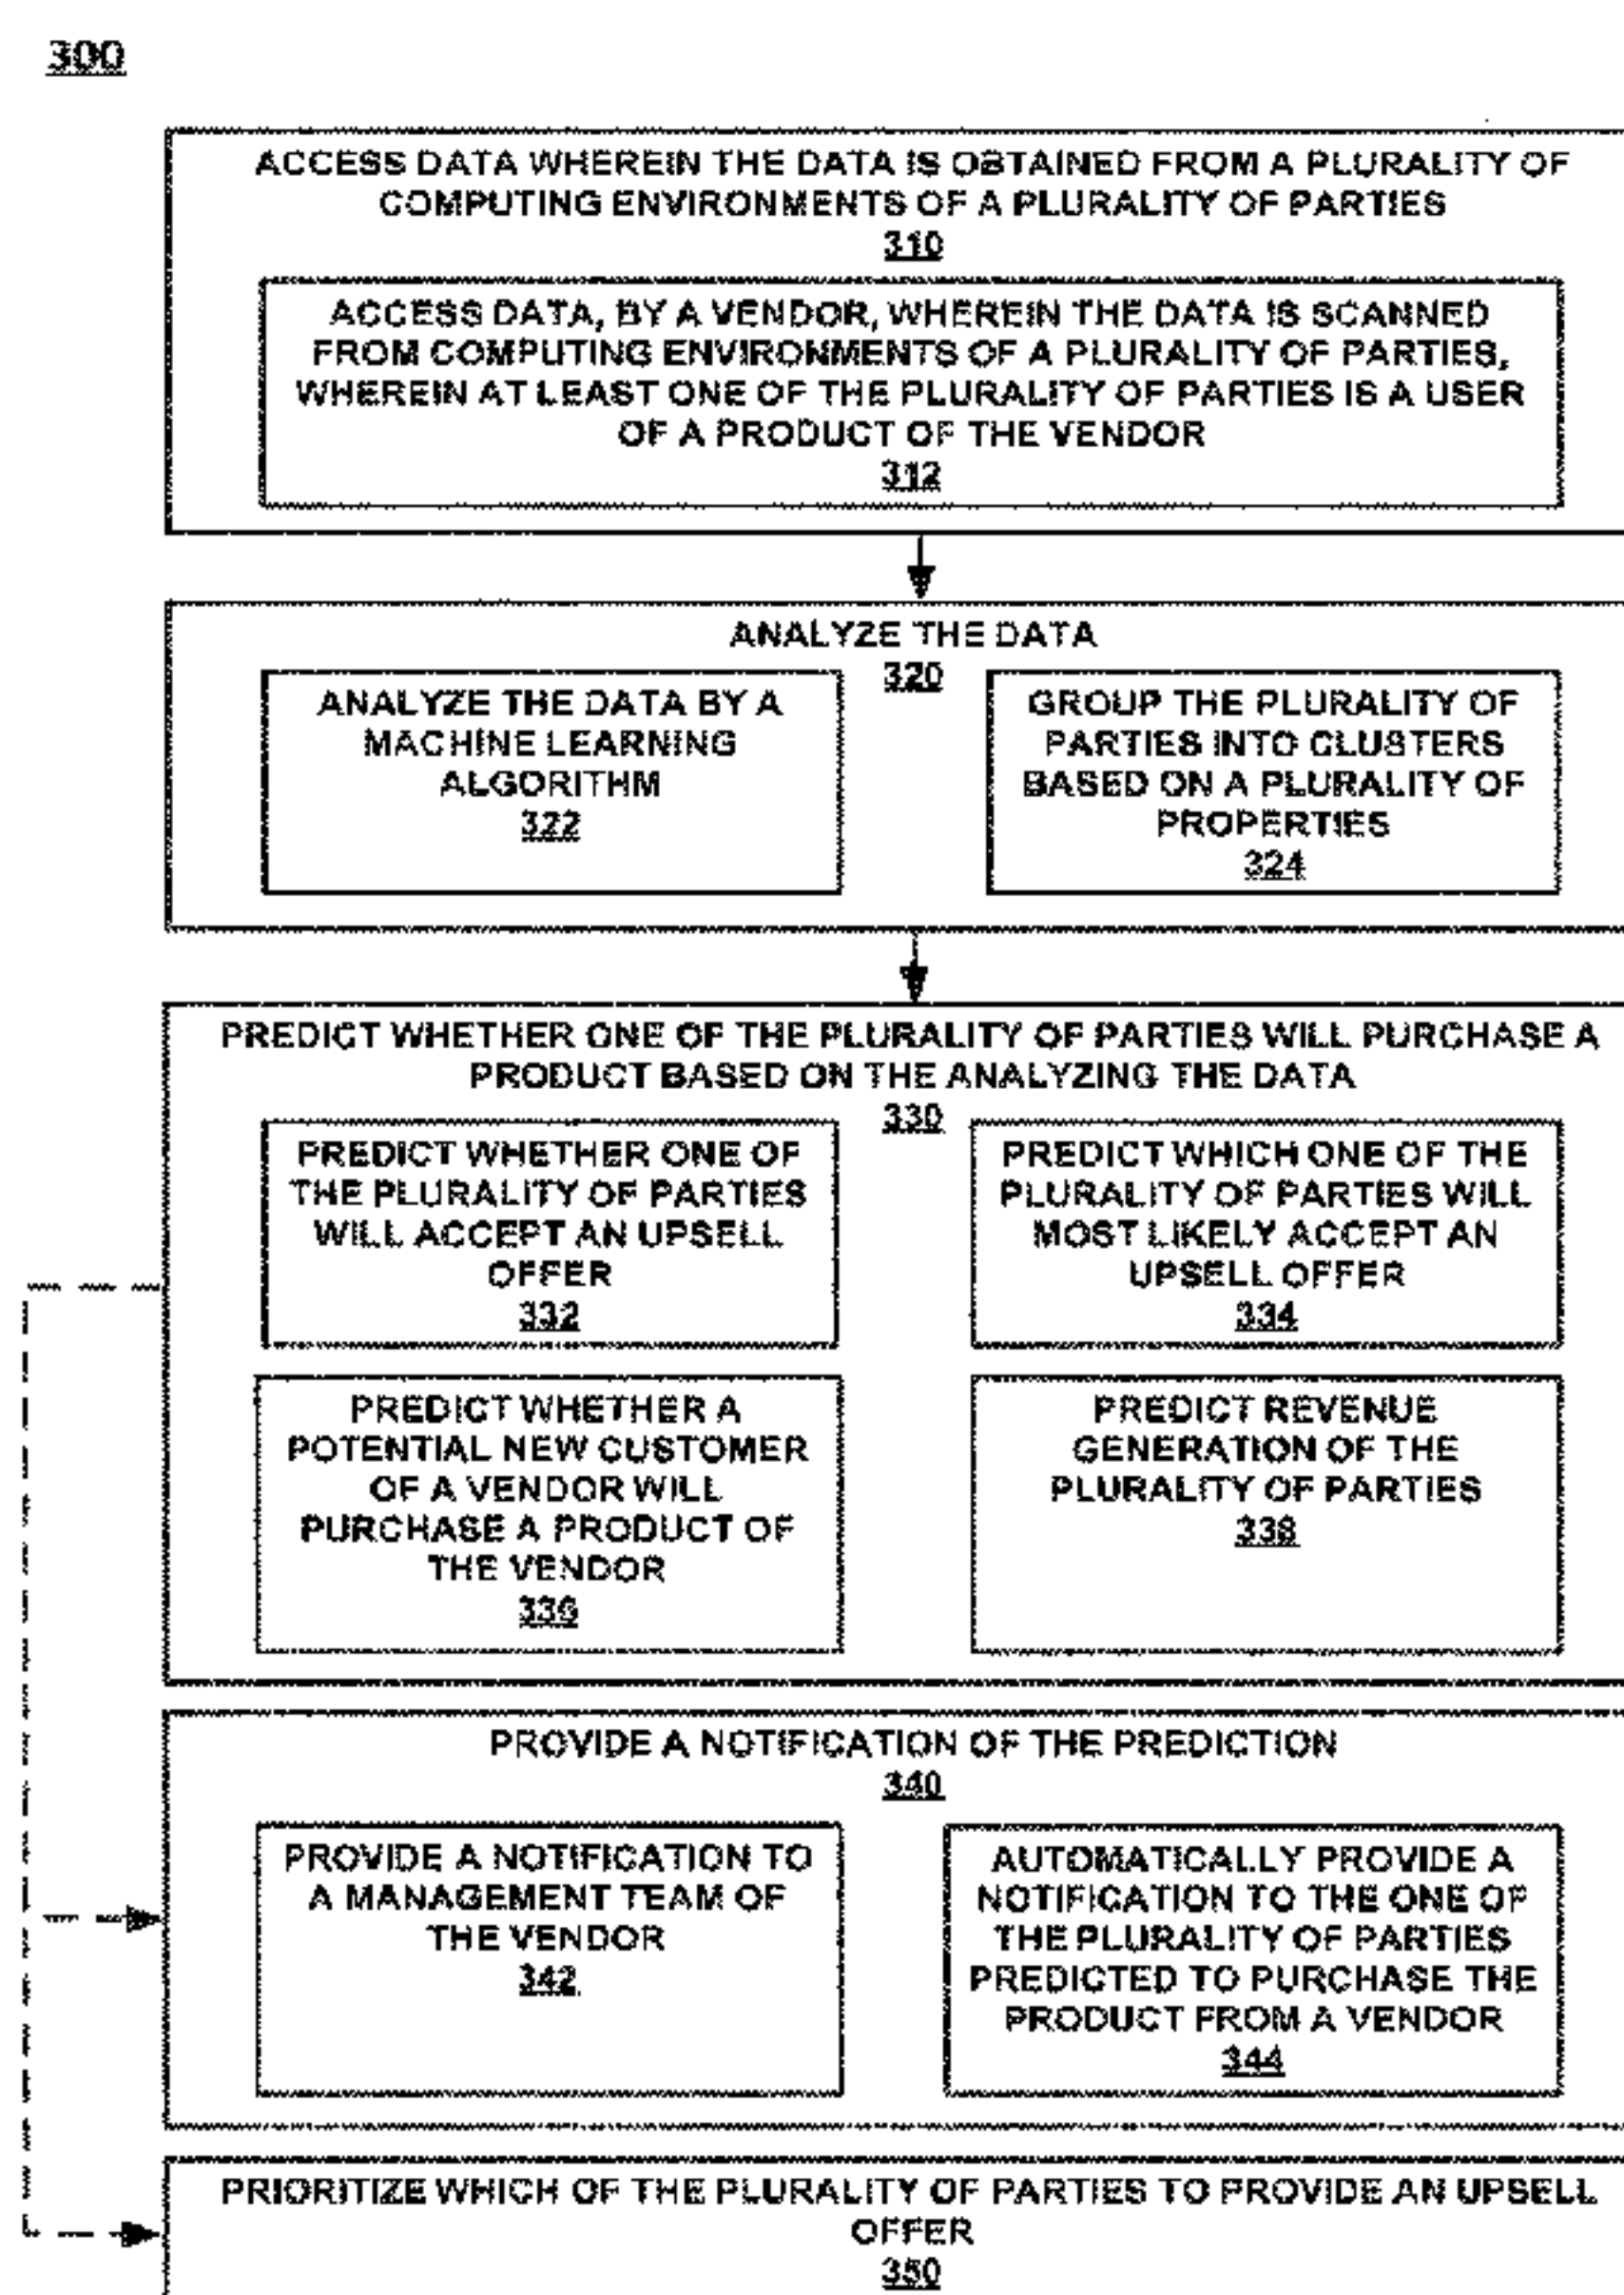 300
ACCESS DATA WHEREIN THE DATA IS OBTAINED FROM A PLURALITY OF
COMPUTING ENVIRONMENTS OF A PLURALITY OF PARTIES
310
ACCESS DATA, BY A VENDOR, WHEREIN THE DATA IS SCANNED
FROM COMPUTING ENVIRONMENTS OF A PLURALITY OF PARTIES,
WHEREIN AT LEAST ONE OF THE PLURALITY OF PARTIES IS A USER
OF A PRODUCT OF THE VENDOR
312
ANALYZE THE DATA
320
ANALYZE THE DATA BY A
MACHINE LEARNING
ALGORITHM
322
GROUP THE PLURALITY OF
PARTIES INTO CLUSTERS
BASED ON A PLURALITY OF
PROPERTIES
324
PREDICT WHETHER ONE OF THE PLURALITY OF PARTIES WILL PURCHASE A
PRODUCT BASED ON THE ANALYZING THE DATA
330
PREDICT WHETHER ONE OF
THE PLURALITY OF PARTIES
WILL ACCEPT AN UPSELL
OFFER
332
PREDICT WHICH ONE OF THE
PLURALITY OF PARTIES WILL
MOST LIKELY ACCEPT AN
UPSELL OFFER
334
PREDICT WHETHER A
POTENTIAL NEW CUSTOMER
OF A VENDOR WILL
PURCHASE A PRODUCT OF
THE VENDOR
336
PREDICT REVENUE
GENERATION OF THE
PLURALITY OF PARTIES
338
PROVIDE A NOTIFICATION OF THE PREDICTION
340
PROVIDE A NOTIFICATION TO
A MANAGEMENT TEAM OF
THE VENDOR
342
AUTOMATICALLY PROVIDE A
NOTIFICATION TO THE ONE OF
THE PLURALITY OF PARTIES
PREDICTED TO PURCHASE THE
PRODUCT FROM A VENDOR
344
PRIORITIZE WHICH OF THE PLURALITY OF PARTIES TO PROVIDE AN UPSELL
OFFER
350